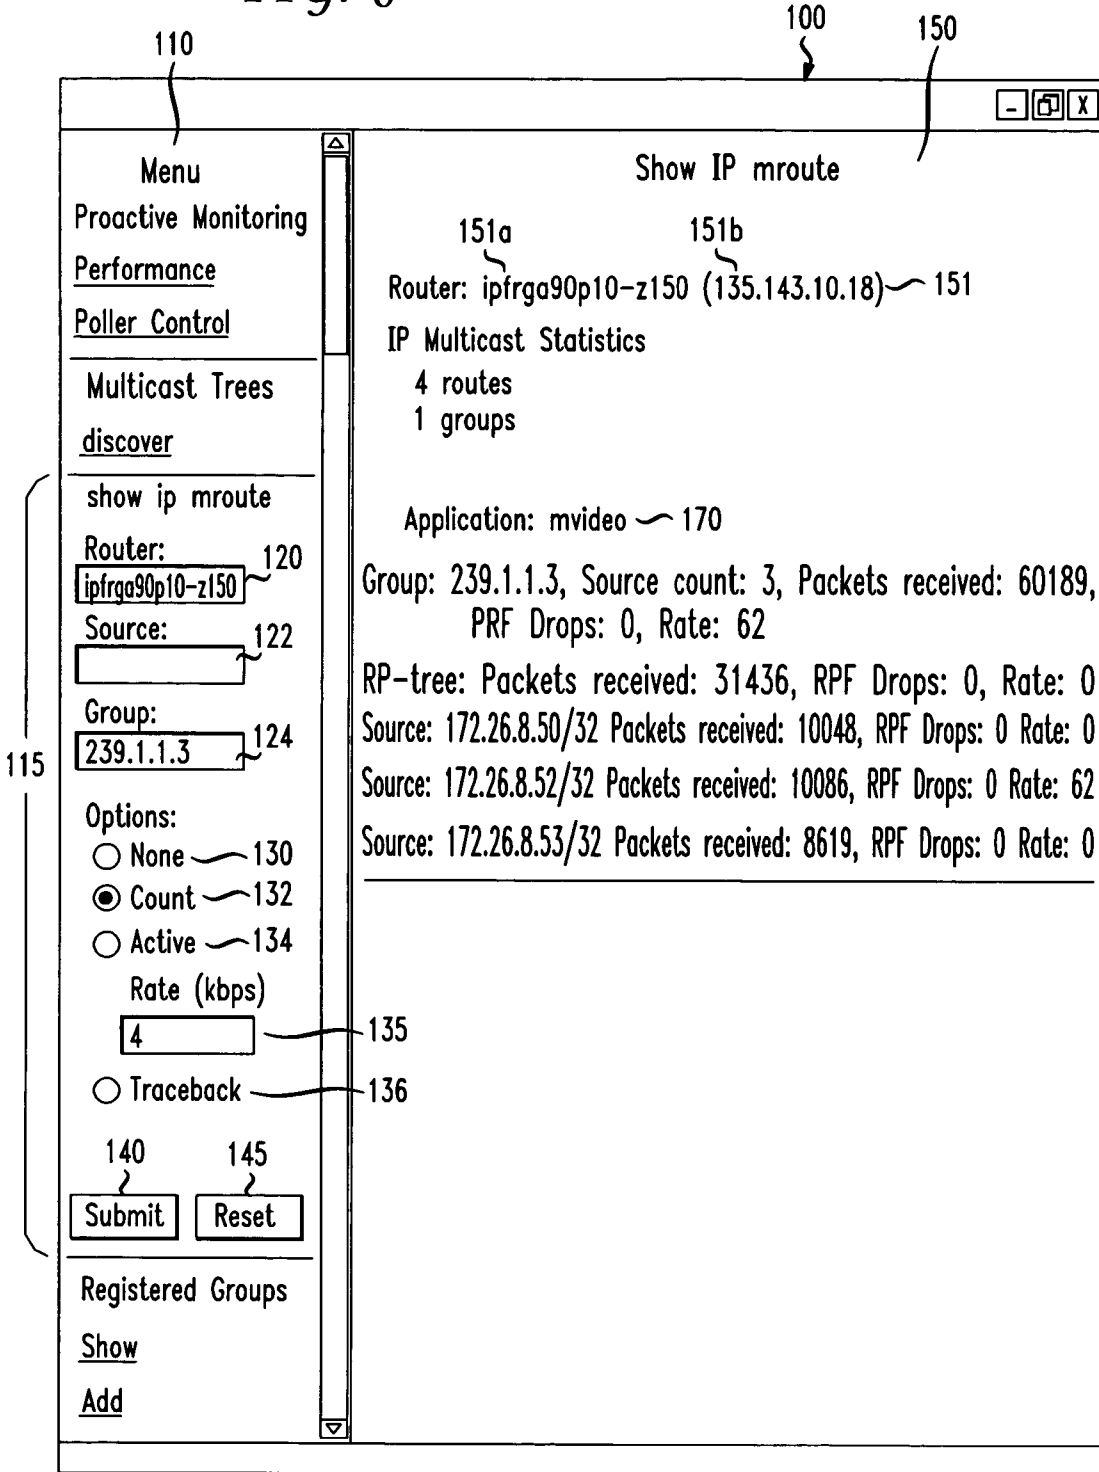 100
150
110
- X
Menu
Proactive Monitoring
Performance
Poller Control
Multicast Trees
discover
115
show ip mroute
Router:
120
ipfrga90p10-z150
Source:
122
Group:
124
239.1.1.3
Options:
None 130
Count 132
Active 134
Rate (kbps)
4
135
Traceback 136
140 145
Submit Reset
Registered Groups
Show
Add
Show IP mroute
151a 151b
Router: ipfrga90p10-z150 (135.143.10.18) 151
IP Multicast Statistics
4 routes
1 groups
Application: mvideo 170
Group: 239.1.1.3, Source count: 3, Packets received: 60189,
PRF Drops: 0, Rate: 62
RP-tree: Packets received: 31436, RPF Drops: 0, Rate: 0
Source: 172.26.8.50/32 Packets received: 10048, RPF Drops: 0 Rate: 0
Source: 172.26.8.52/32 Packets received: 10086, RPF Drops: 0 Rate: 62
Source: 172.26.8.53/32 Packets received: 8619, RPF Drops: 0 Rate: 0